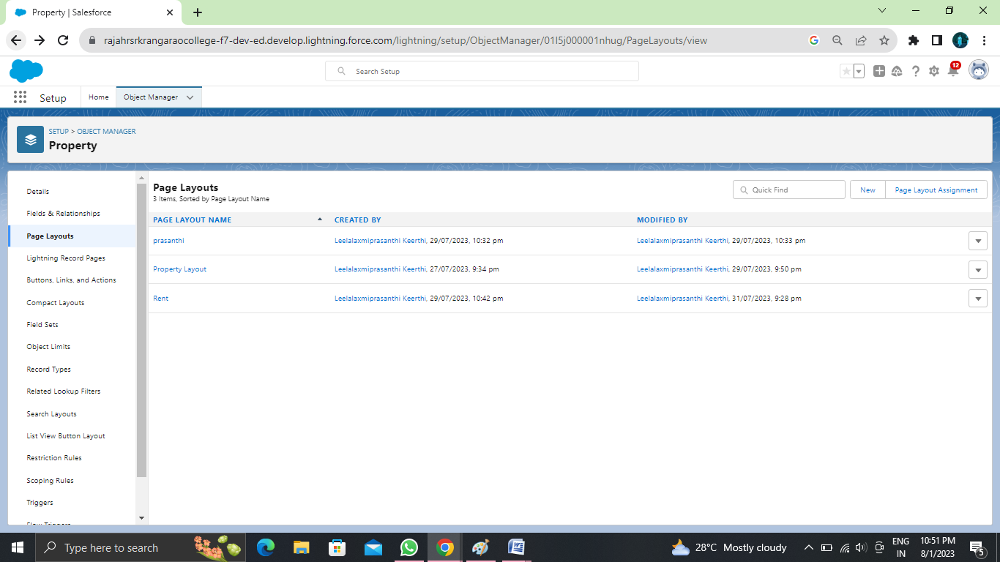 Property | Salesforce
rajahrsrkrangaraocollege-f7-dev-ed.develop.lightning.force.com/lightning/setup/ObjectManager/01I5j000001nhug/PageLayouts/view
Search Setup
12
Setup
Home
Object Manager
SETUP > OBJECT MANAGER
Property
Details
Fields & Relationships
Page Layouts
Lightning Record Pages
Buttons, Links, and Actions
Compact Layouts
Field Sets
Object Limits
Record Types
Related Lookup Filters
Search Layouts
List View Button Layout
Restriction Rules
Scoping Rules
Triggers
Flow Triggers
Page Layouts
3 Items, Sorted by Page Layout Name
Quick Find
New
Page Layout Assignment
PAGE LAYOUT NAME CREATED BY MODIFIED BY
prasanthi Leelalaxmiprasanthi Keerthi, 29/07/2023, 10:32 pm Leelalaxmiprasanthi Keerthi, 29/07/2023, 10:33 pm
Property Layout Leelalaxmiprasanthi Keerthi, 27/07/2023, 9:34 pm Leelalaxmiprasanthi Keerthi, 29/07/2023, 9:50 pm
Rent Leelalaxmiprasanthi Keerthi, 29/07/2023, 10:42 pm Leelalaxmiprasanthi Keerthi, 31/07/2023, 9:28 pm
Type here to search
28°C Mostly cloudy
ENG
IN
10:51 PM
8/1/2023
5